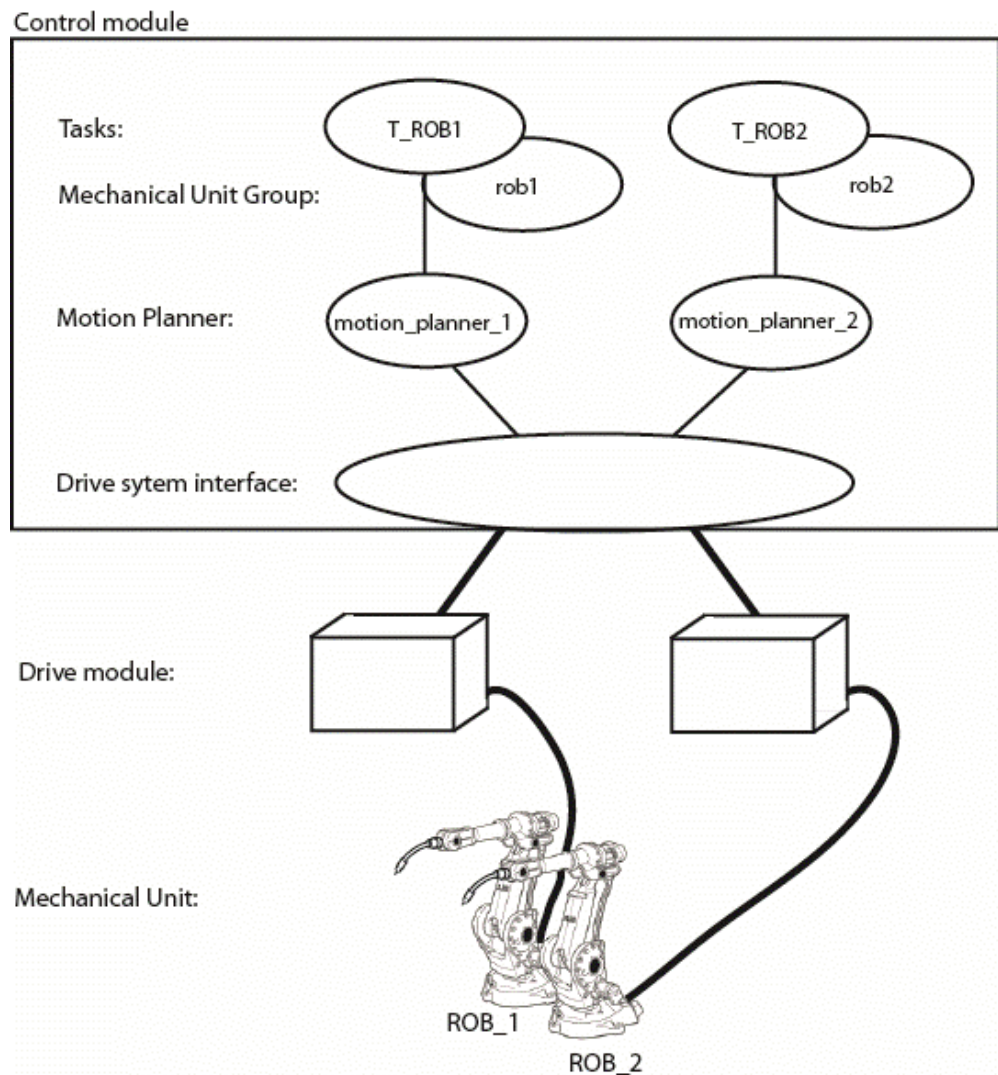 Control module
Tasks:
T_ROB1
T_ROB2
Mechanical Unit Group:
rob1
rob2
Motion Planner:
motion_planner_1
motion_planner_2
Drive sytem interface:
Drive module:
Mechanical Unit:
ROB_1
ROB_2